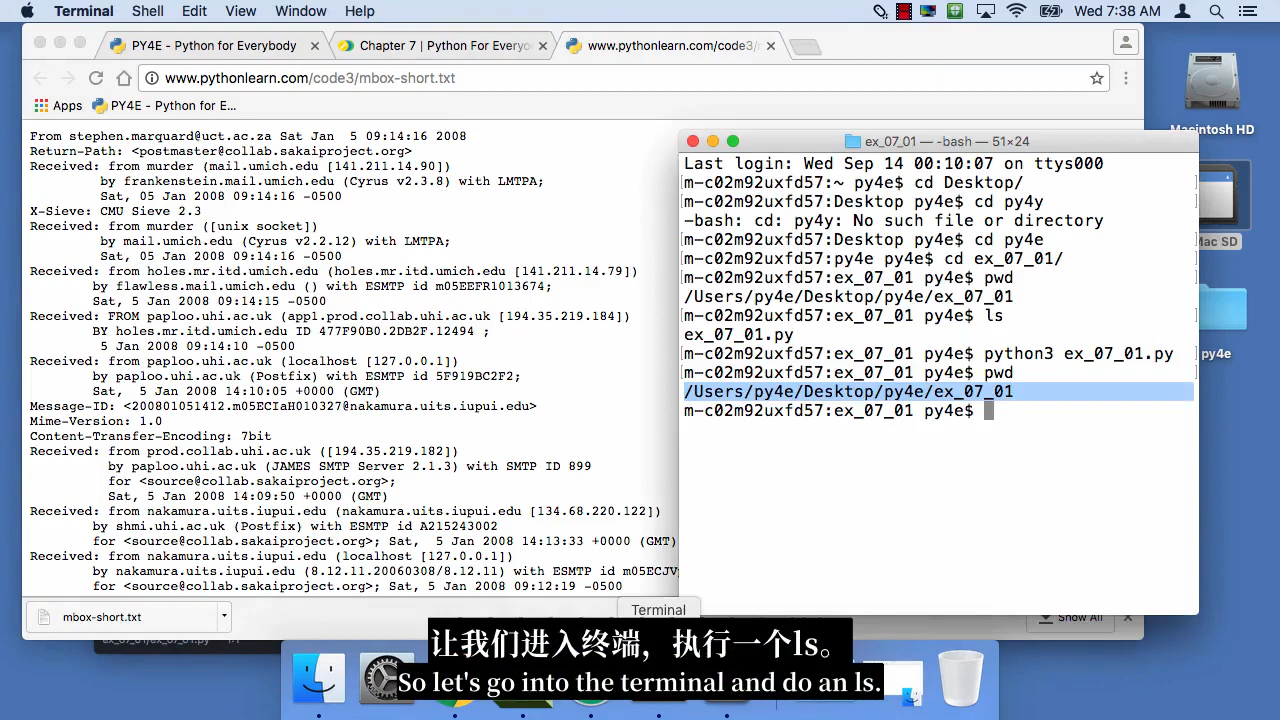 Terminal Shell Edit View Window Help Wed 7:38 AM
PY4E - Python for Everybody
Chapter 7 | Python For Everyo
www.pythonlearn.com/code3/m
www.pythonlearn.com/code3/mbox-short.txt
Apps PY4E - Python for E...
From stephen.marquard@uct.ac.za Sat Jan 5 09:14:16 2008
Return-Path: <postmaster@collab.sakaiproject.org>
Received: from murder (mail.umich.edu [141.211.14.90])
by frankenstein.mail.umich.edu (Cyrus v2.3.8) with LMTPA;
Sat, 05 Jan 2008 09:14:16 -0500
X-Sieve: CMU Sieve 2.3
Received: from murder ([unix socket])
by mail.umich.edu (Cyrus v2.2.12) with LMTPA;
Sat, 05 Jan 2008 09:14:16 -0500
Received: from holes.mr.itd.umich.edu (holes.mr.itd.umich.edu [141.211.14.79])
by flawless.mail.umich.edu () with ESMTP id m05EEFR1013674;
Sat, 5 Jan 2008 09:14:15 -0500
Received: FROM paploo.uhi.ac.uk (app1.prod.collab.uhi.ac.uk [194.35.219.184])
BY holes.mr.itd.umich.edu ID 477F90B0.2DB2F.12494 ;
5 Jan 2008 09:14:10 -0500
Received: from paploo.uhi.ac.uk (localhost [127.0.0.1])
by paploo.uhi.ac.uk (Postfix) with ESMTP id 5F919BC2F2;
Sat, 5 Jan 2008 14:10:05 +0000 (GMT)
Message-ID: <200801051412.m05ECIaH010327@nakamura.uits.iupui.edu>
Mime-Version: 1.0
Content-Transfer-Encoding: 7bit
Received: from prod.collab.uhi.ac.uk ([194.35.219.182])
by paploo.uhi.ac.uk (JAMES SMTP Server 2.1.3) with SMTP ID 899
for <source@collab.sakaiproject.org>;
Sat, 5 Jan 2008 14:09:50 +0000 (GMT)
Received: from nakamura.uits.iupui.edu (nakamura.uits.iupui.edu [134.68.220.122])
by shmi.uhi.ac.uk (Postfix) with ESMTP id A215243002
for <source@collab.sakaiproject.org>; Sat, 5 Jan 2008 14:13:33 +0000 (GMT)
Received: from nakamura.uits.iupui.edu (localhost [127.0.0.1])
by nakamura.uits.iupui.edu (8.12.11.20060308/8.12.11) with ESMTP id m05ECJV
for <source@collab.sakaiproject.org>; Sat, 5 Jan 2008 09:12:19 -0500
ex_07_01 — -bash — 51×24
Last login: Wed Sep 14 00:10:07 on ttys000
m-c02m92uxfd57:~ py4e$ cd Desktop/
m-c02m92uxfd57:Desktop py4e$ cd py4y
-bash: cd: py4y: No such file or directory
m-c02m92uxfd57:Desktop py4e$ cd py4e
m-c02m92uxfd57:py4e py4e$ cd ex_07_01/
m-c02m92uxfd57:ex_07_01 py4e$ pwd
/Users/py4e/Desktop/py4e/ex_07_01
m-c02m92uxfd57:ex_07_01 py4e$ ls
ex_07_01.py
m-c02m92uxfd57:ex_07_01 py4e$ python3 ex_07_01.py
m-c02m92uxfd57:ex_07_01 py4e$ pwd
/Users/py4e/Desktop/py4e/ex_07_01
m-c02m92uxfd57:ex_07_01 py4e$
Macintosh HD
Mac SD
py4e
mbox-short.txt
Terminal
Show All
让我们进入终端，执行一个ls。
So let's go into the terminal and do an ls.